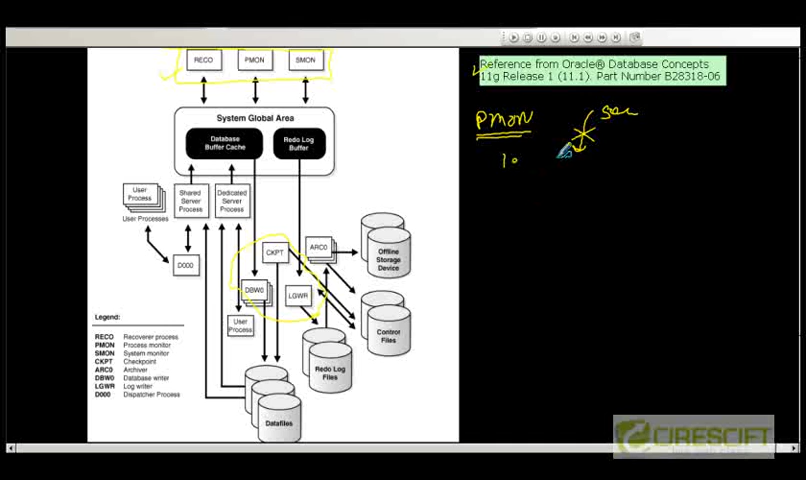 RECO
PMON
SMON
Reference from Oracle® Database Concepts
11g Release 1 (11.1). Part Number B28318-06
System Global Area
Database
Buffer Cache
Redo Log
Buffer
PMON
1.
User
Process
User Processes
Shared
Server
Process
Dedicated
Server
Process
D000
CKPT
ARC0
Offline
Storage
Device
DBW0
LGWR
User
Process
Control
Files
Redo Log
Files
Datafiles
Legend:
RECO Recoverer process
PMON Process monitor
SMON System monitor
CKPT Checkpoint
ARC0 Archiver
DBW0 Database writer
LGWR Log writer
D000 Dispatcher Process